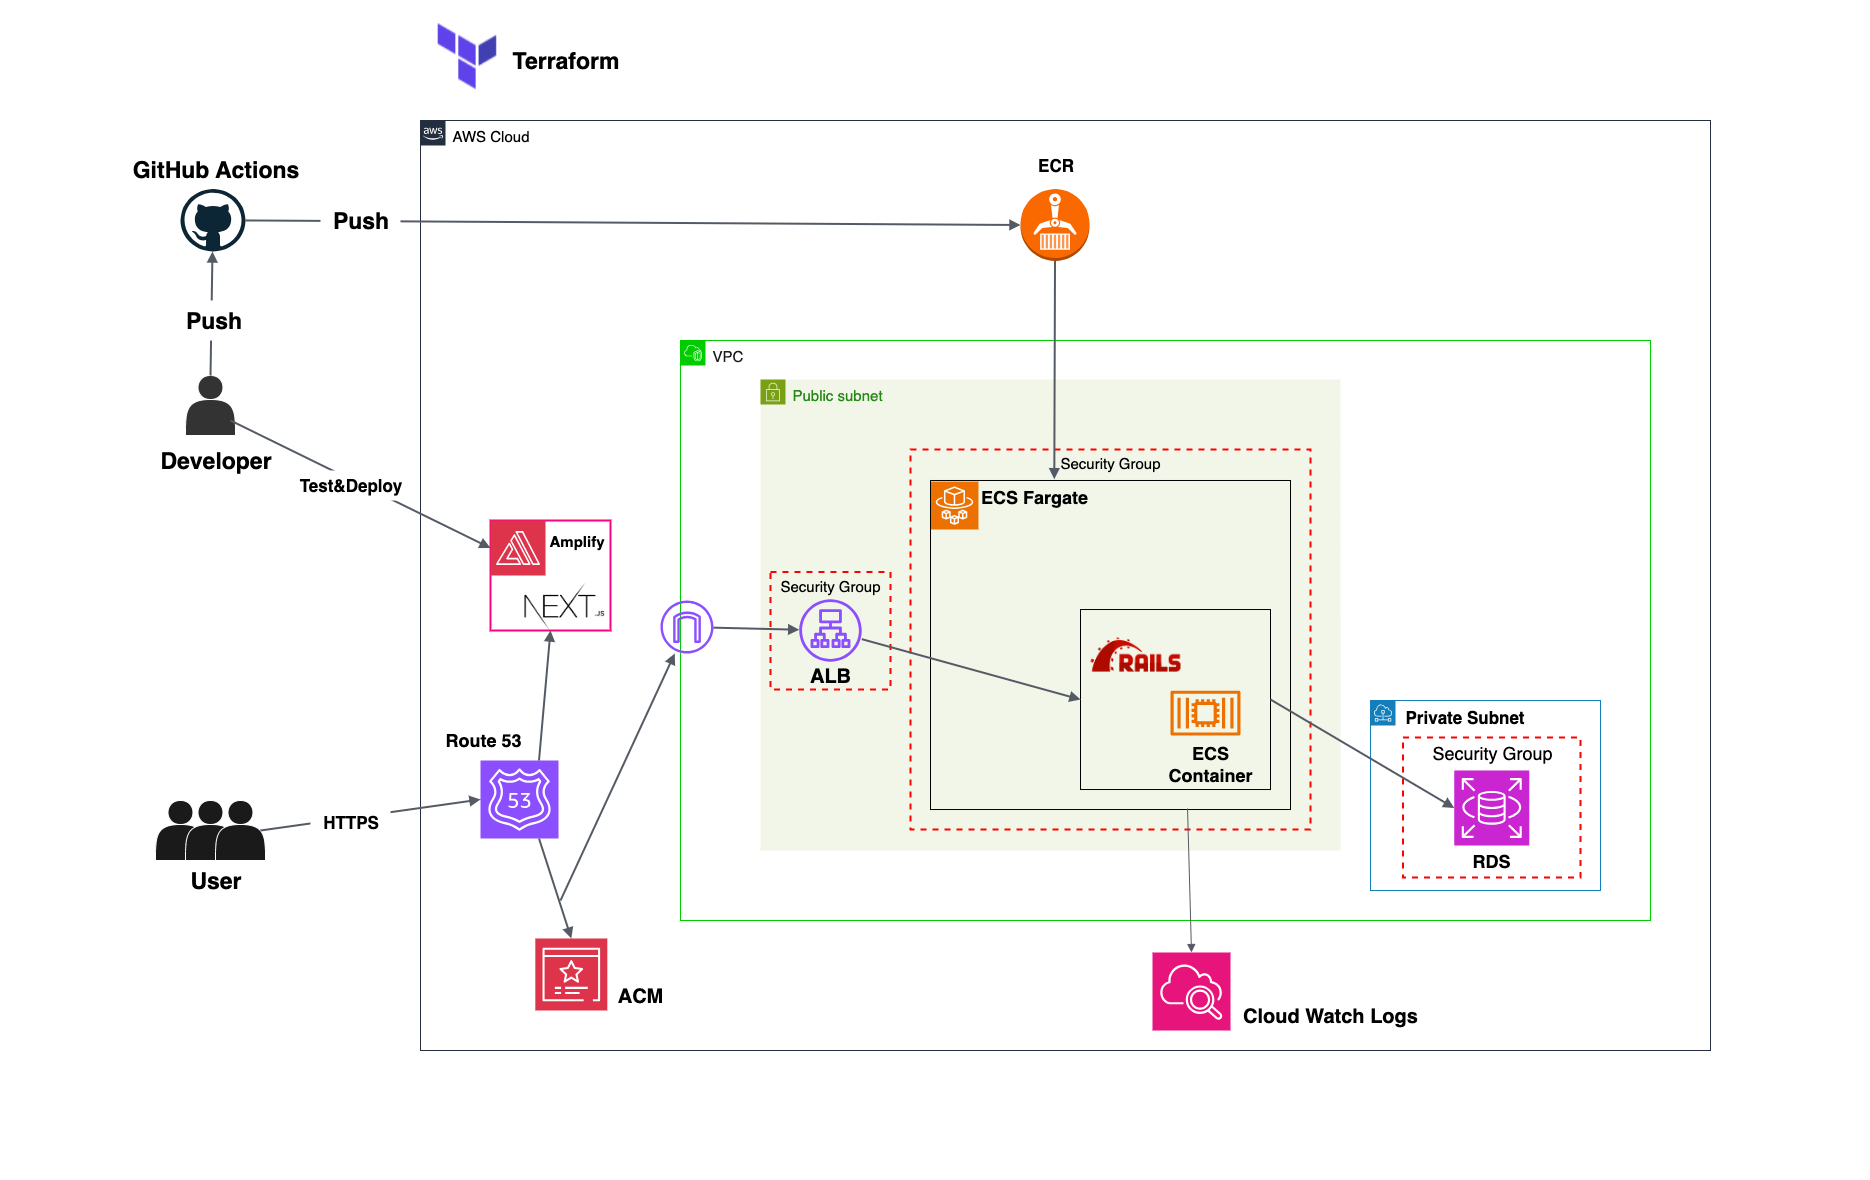 Terraform
aws
AWS Cloud
GitHub Actions
ECR
Push
Push
VPC
Public subnet
Developer
Security Group
Test&Deploy
ECS Fargate
Amplify
NEXT.JS
Security Group
RAILS
ALB
ECS
Container
Private Subnet
Route 53
Security Group
53
HTTPS
RDS
User
ACM
Cloud Watch Logs